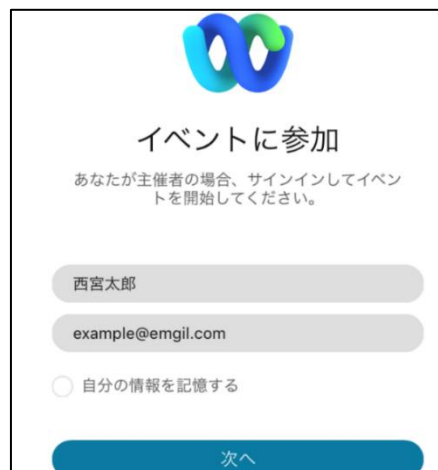 イベントに参加
あなたが主催者の場合、サインインしてイベン
トを開始してください。
西宮太郎
example@emgil.com
自分の情報を記憶する
次へ